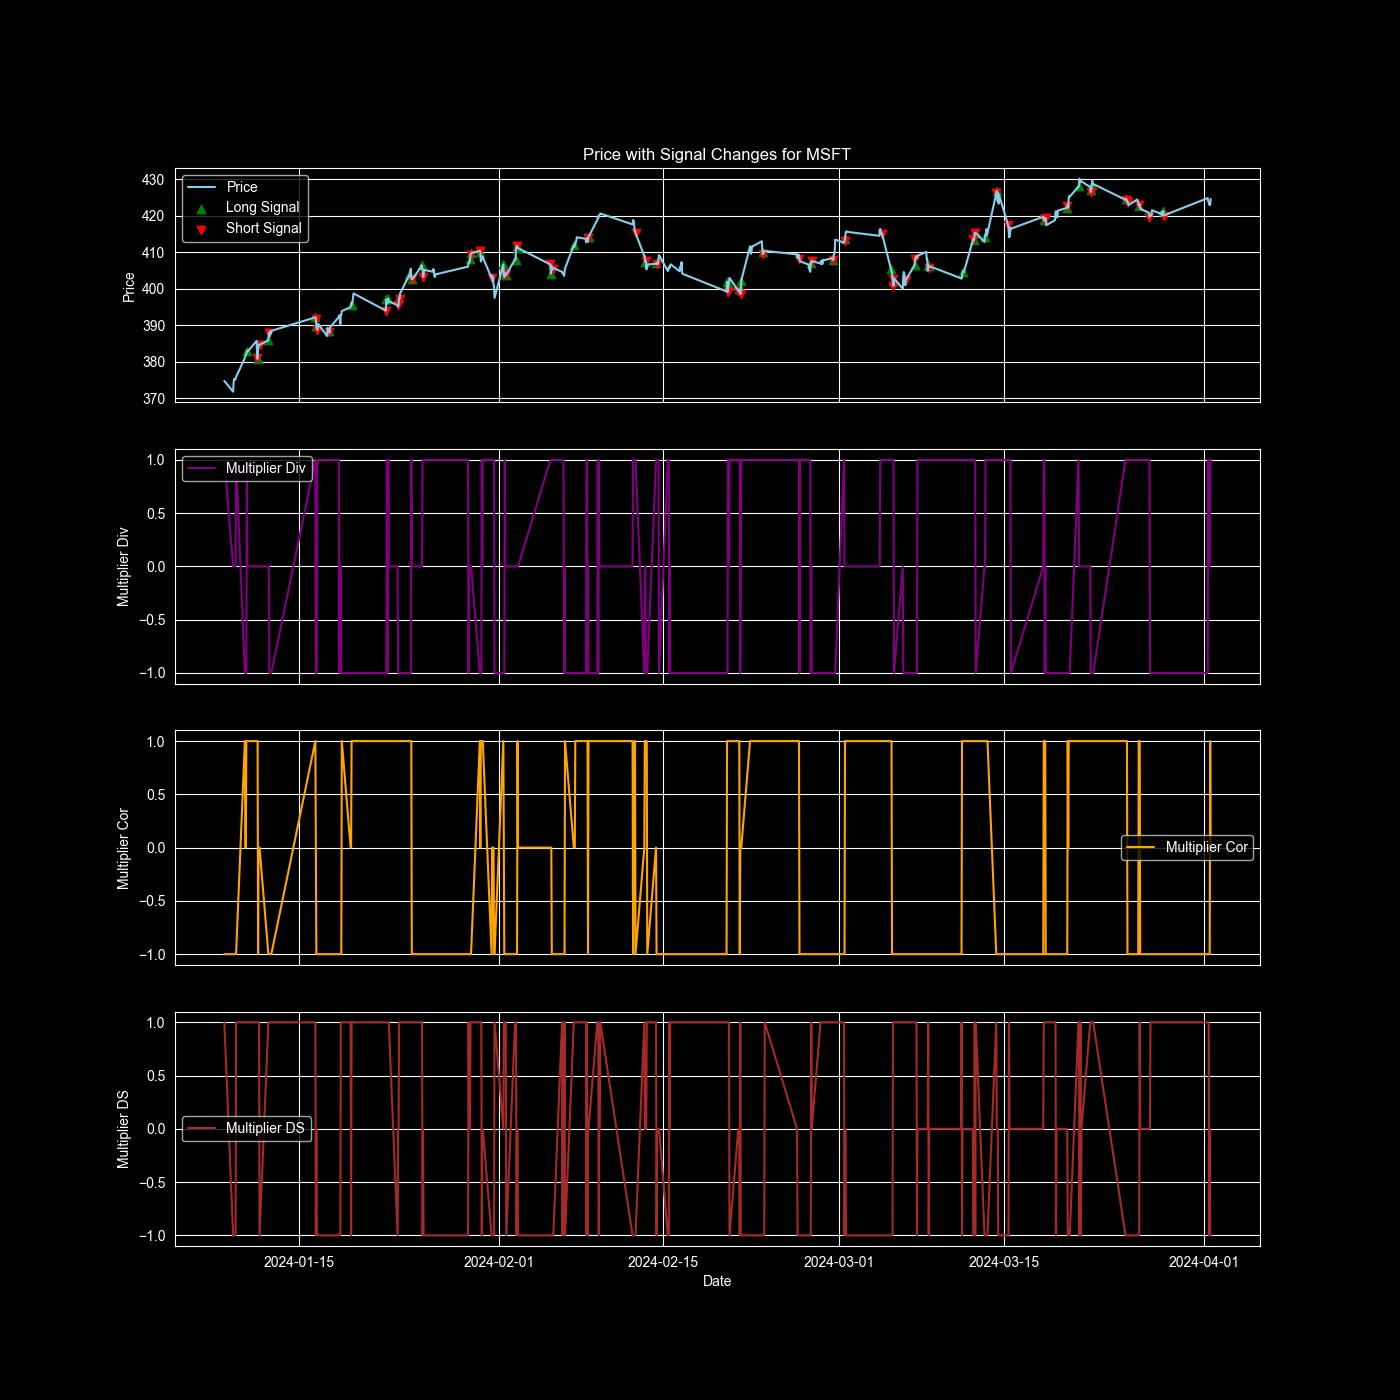 Price with Signal Changes for MSFT
430
420
410
400
390
380
370
Price
Price
Long Signal
Short Signal
1.0
0.5
0.0
−0.5
−1.0
Multiplier Div
Multiplier Div
1.0
0.5
0.0
−0.5
−1.0
Multiplier Cor
Multiplier Cor
1.0
0.5
0.0
−0.5
−1.0
Multiplier DS
Multiplier DS
2024-01-15 2024-02-01 2024-02-15 2024-03-01 2024-03-15 2024-04-01
Date